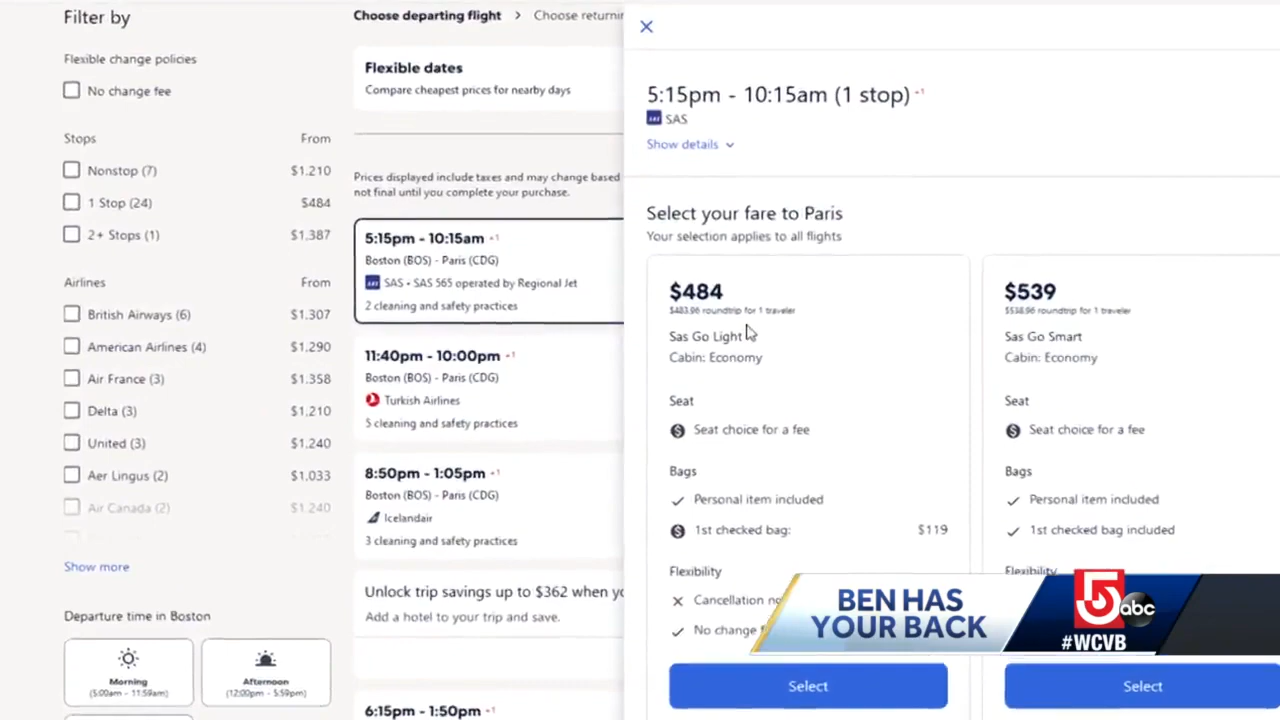 Filter by
Flexible change policies
No change fee
Stops From
Nonstop (7) $1,210
1 Stop (24) $484
2+ Stops (1) $1,387
Airlines From
British Airways (6) $1,307
American Airlines (4) $1,290
Air France (3) $1,358
Delta (3) $1,210
United (3) $1,240
Aer Lingus (2) $1,033
Air Canada (2) $1,240
Show more
Departure time in Boston
Morning
(5:00am - 11:59am)
Afternoon
(12:00pm - 5:59pm)
Choose departing flight > Choose returnin
Flexible dates
Compare cheapest prices for nearby days
Prices displayed include taxes and may change based
not final until you complete your purchase.
5:15pm - 10:15am +1
Boston (BOS) - Paris (CDG)
SAS • SAS 565 operated by Regional Jet
2 cleaning and safety practices
11:40pm - 10:00pm +1
Boston (BOS) - Paris (CDG)
Turkish Airlines
5 cleaning and safety practices
8:50pm - 1:05pm +1
Boston (BOS) - Paris (CDG)
Icelandair
3 cleaning and safety practices
Unlock trip savings up to $362 when yo
Add a hotel to your trip and save.
6:15pm - 1:50pm +1
5:15pm - 10:15am (1 stop) +1
SAS
Show details
Select your fare to Paris
Your selection applies to all flights
$484
$483.96 roundtrip for 1 traveler
Sas Go Light
Cabin: Economy
Seat
Seat choice for a fee
Bags
Personal item included
1st checked bag: $119
Flexibility
Cancellation no
No change f
Select
$539
$538.96 roundtrip for 1 traveler
Sas Go Smart
Cabin: Economy
Seat
Seat choice for a fee
Bags
Personal item included
1st checked bag included
Flexibility
Select
BEN HAS
YOUR BACK
5 abc
#WCVB